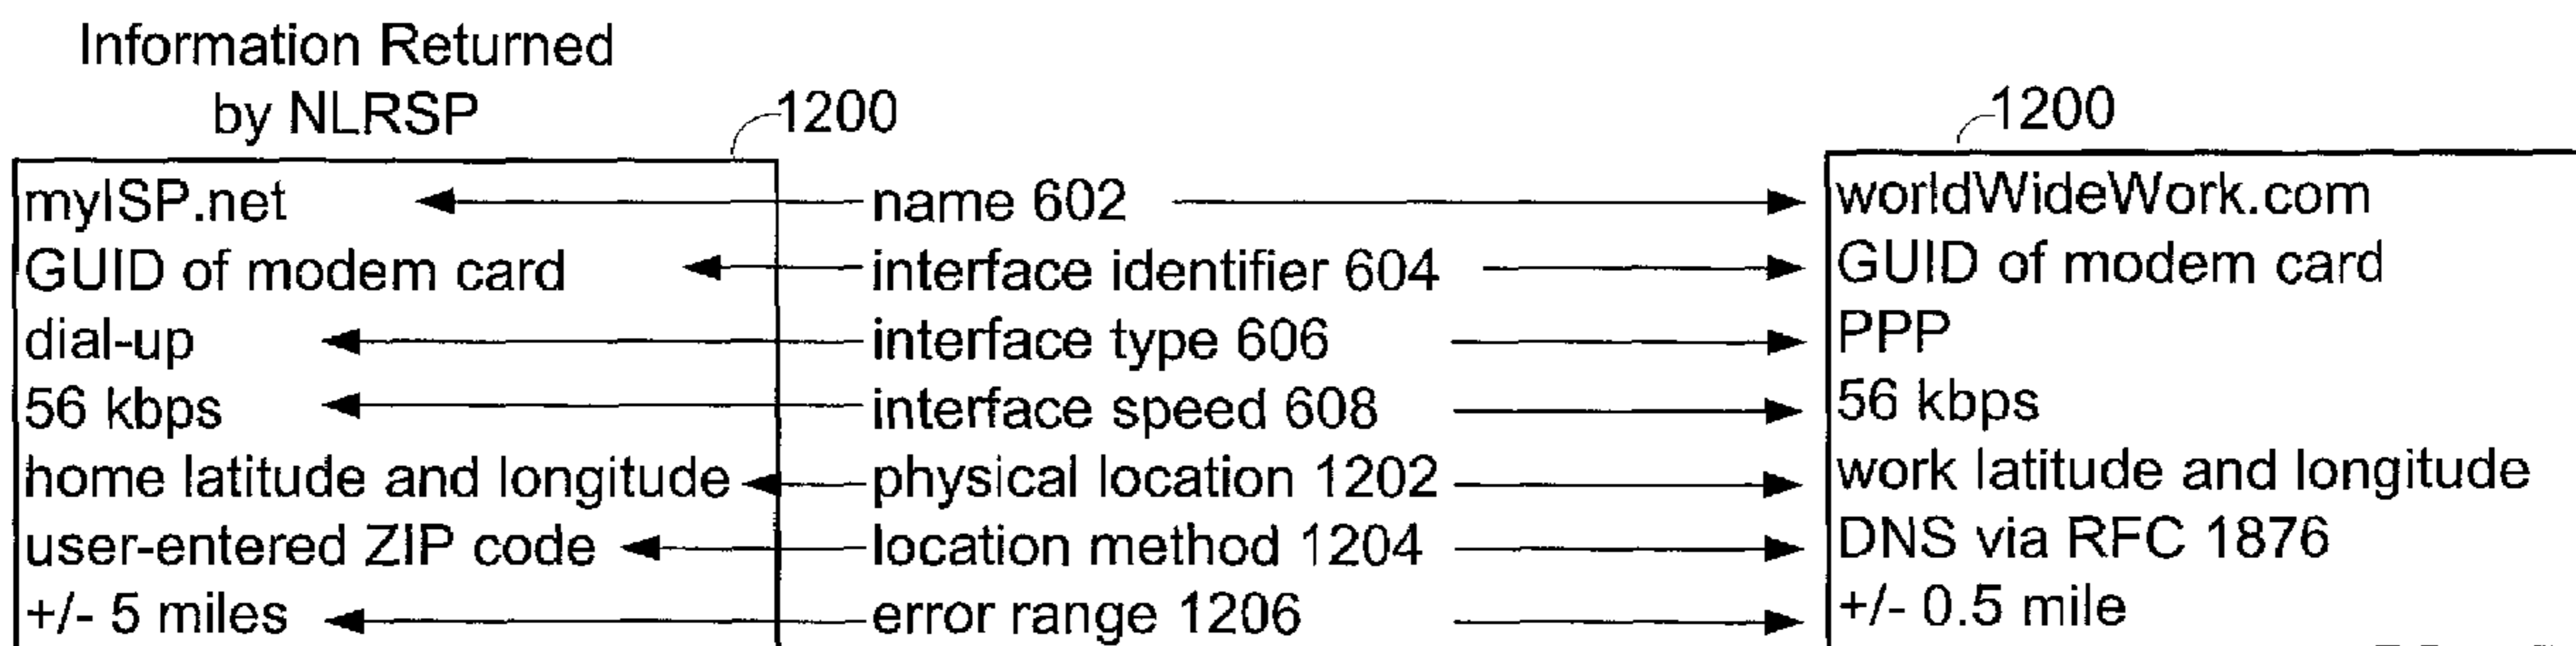 Information Returned
by NLRSP
1200
1200
myISP.net name 602 worldWideWork.com
GUID of modem card interface identifier 604 GUID of modem card
dial-up interface type 606 PPP
56 kbps interface speed 608 56 kbps
home latitude and longitude physical location 1202 work latitude and longitude
user-entered ZIP code location method 1204 DNS via RFC 1876
+/- 5 miles error range 1206 +/- 0.5 mile